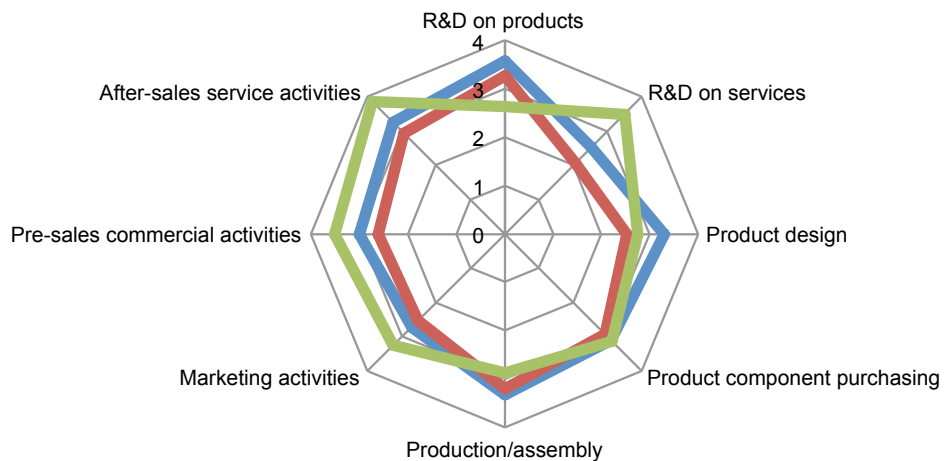 R&D on products
4
After-sales service activities
R&D on services
3
2
1
Pre-sales commercial activities
0
Product design
Marketing activities
Product component purchasing
Production/assembly